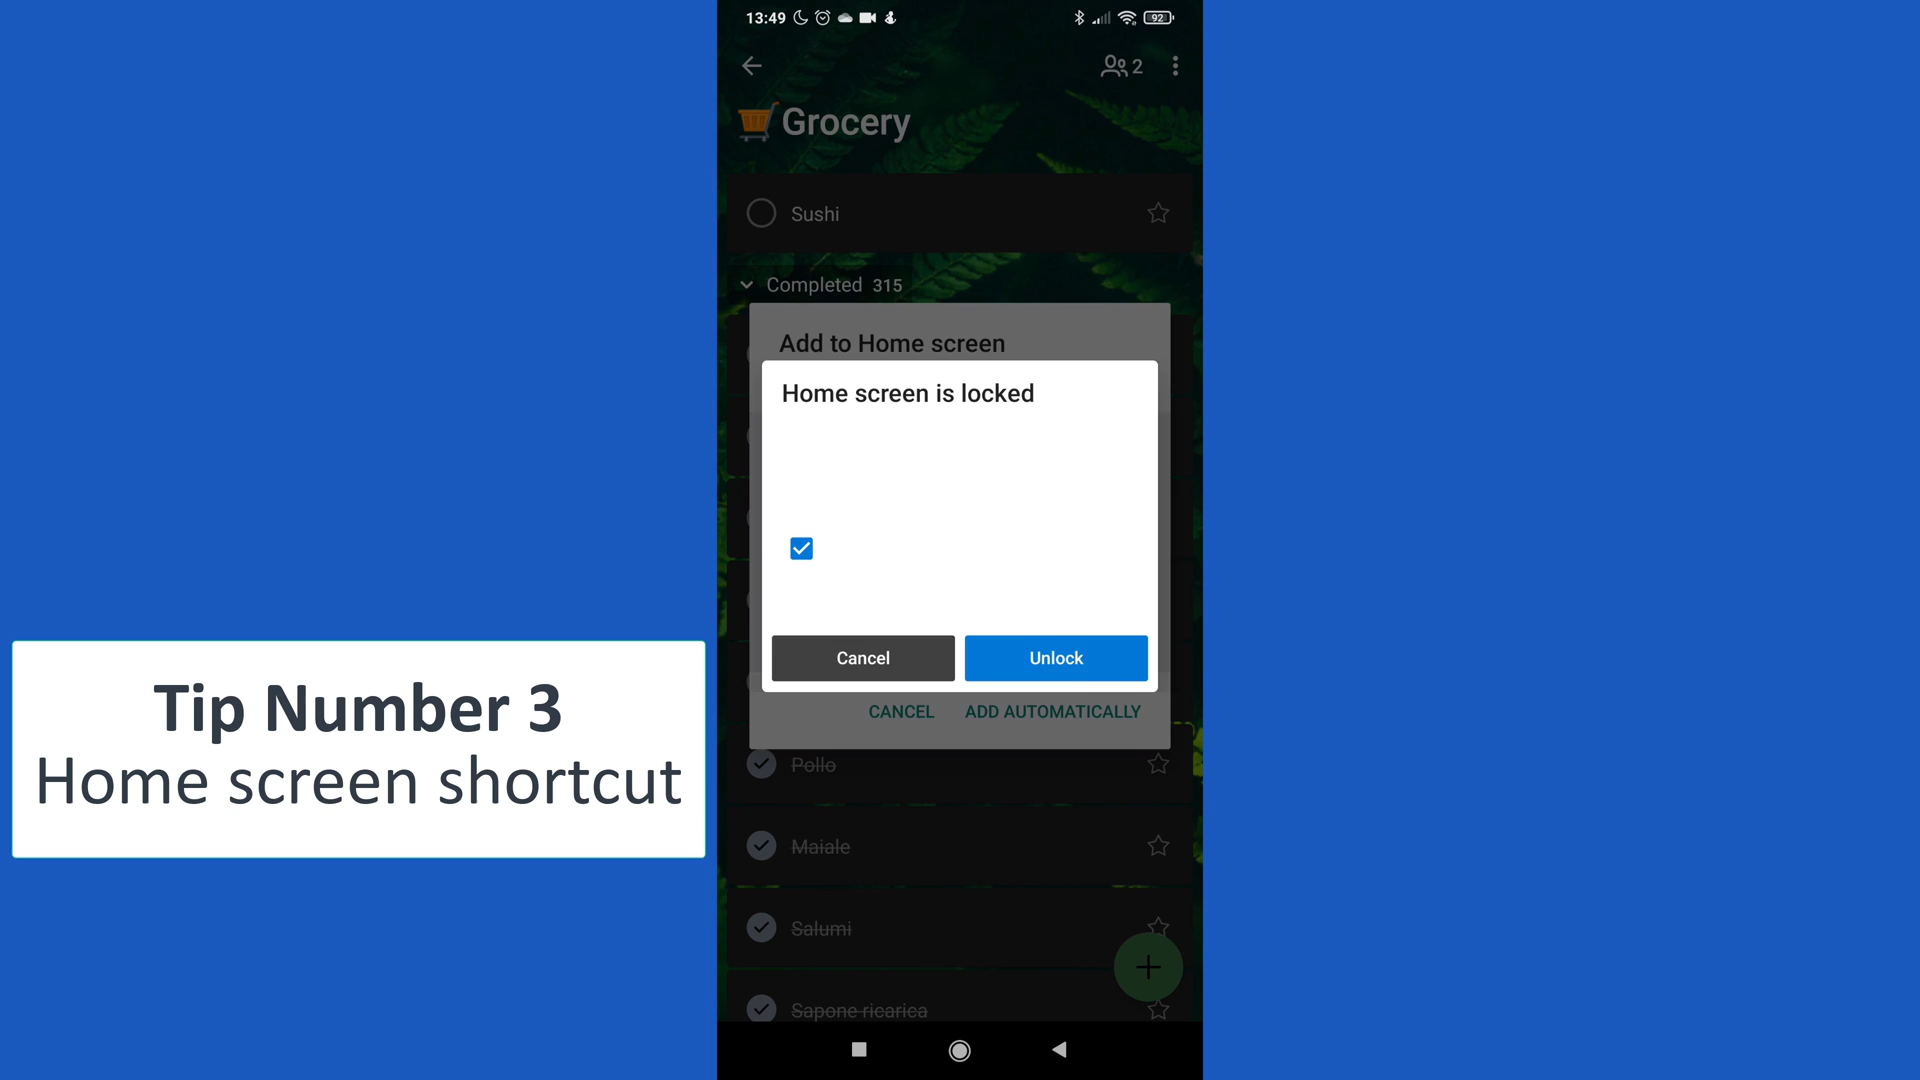 13:49
92
2
Grocery
Sushi
Completed 315
Add to Home screen
Home screen is locked
Cancel
Unlock
CANCEL
ADD AUTOMATICALLY
Pollo
Maiale
Salumi
Sapone ricarica
Tip Number 3
Home screen shortcut